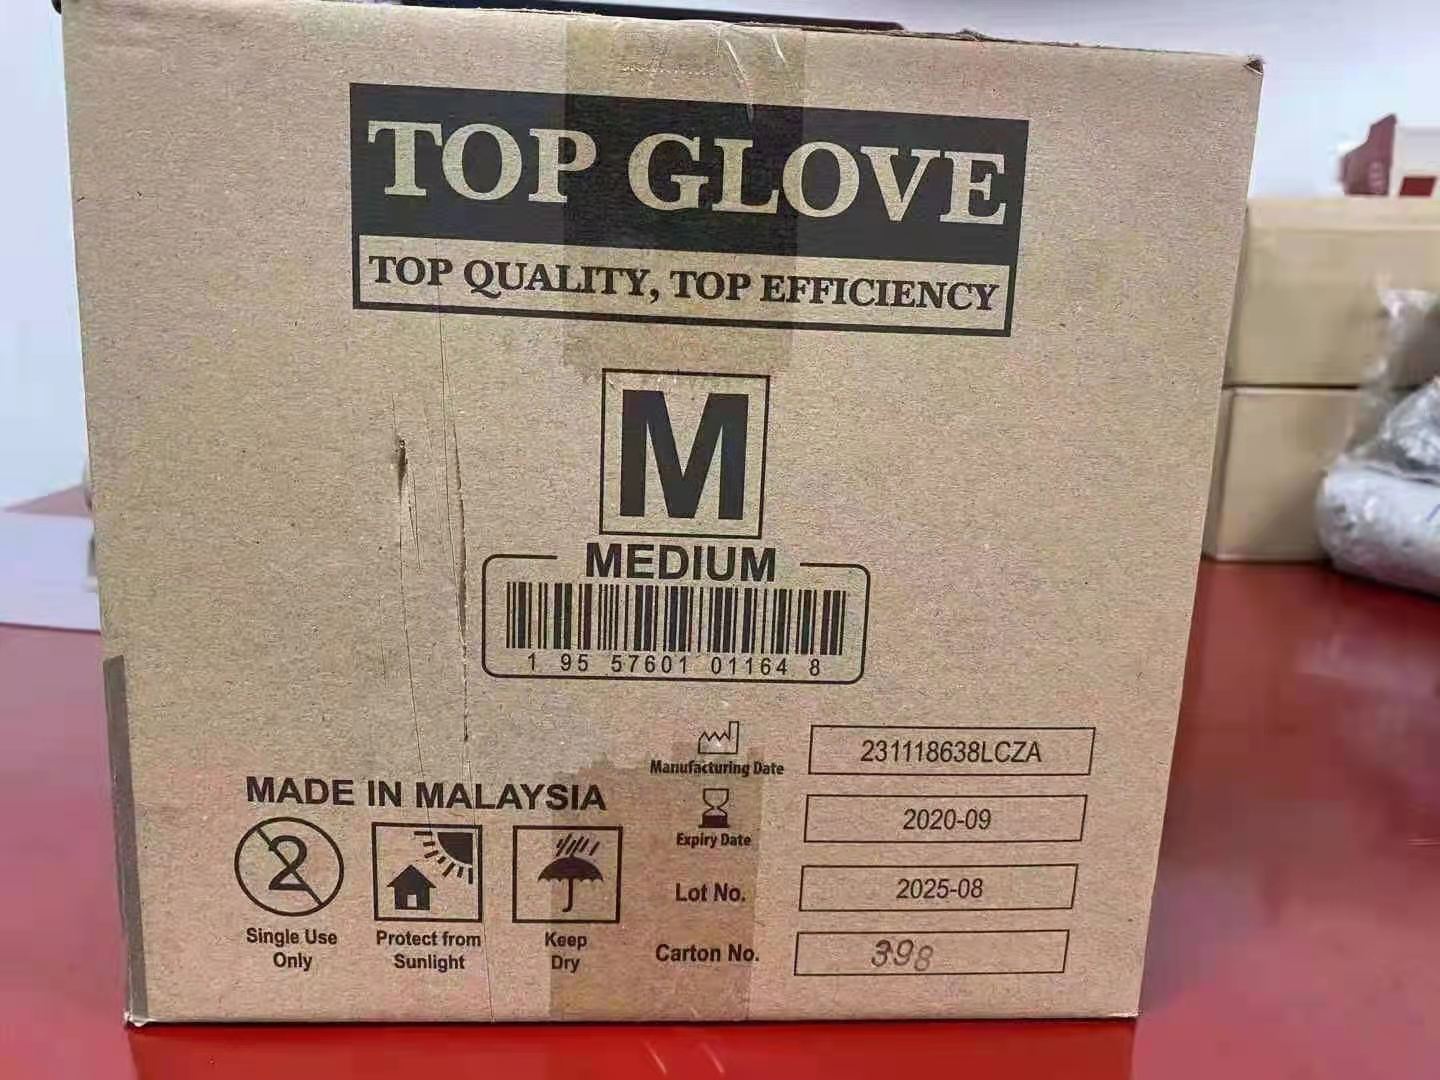 TOP GLOVE
TOP QUALITY, TOP EFFICIENCY
M
MEDIUM
1 95 57601 01164 8
Manufacturing Date 231118638LCZA
Expiry Date 2020-09
Lot No. 2025-08
Carton No. 398
MADE IN MALAYSIA
2
Single Use Only
Protect from Sunlight
Keep Dry